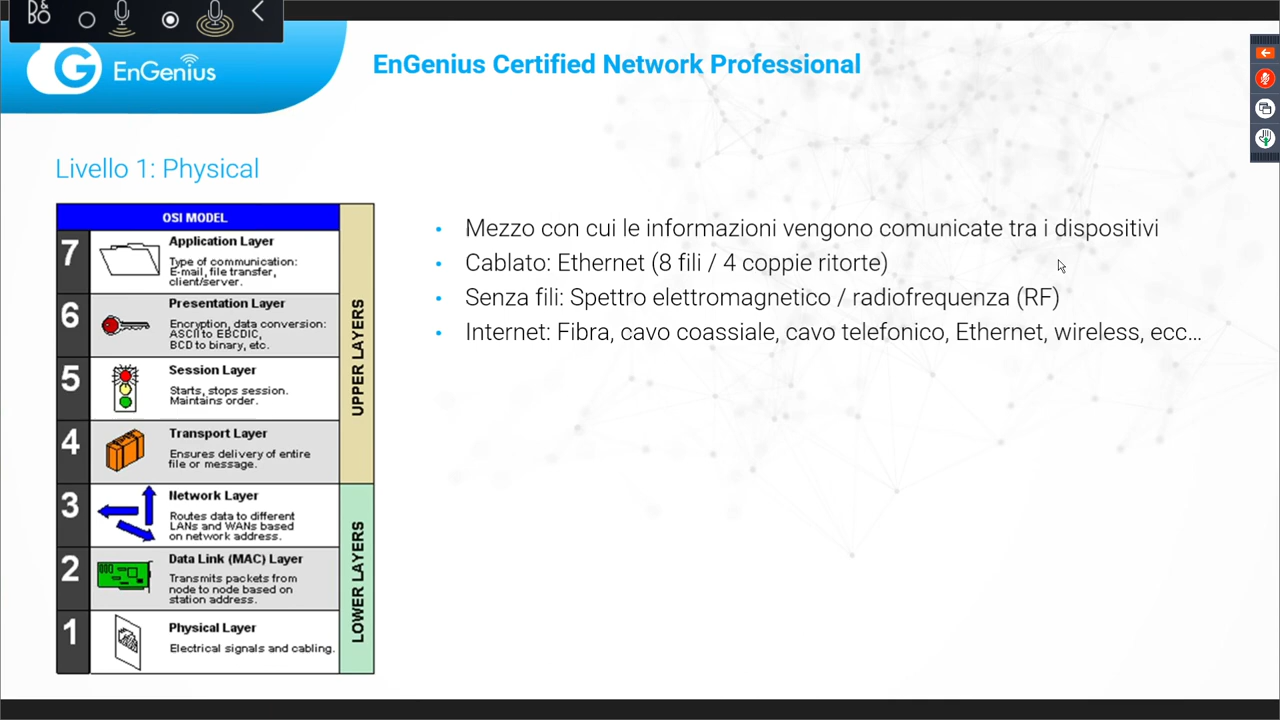 D&
BO
EnGenius
EnGenius Certified Network Professional
Livello 1: Physical
OSI MODEL
7
Application Layer
Type of communication:
E-mail, file transfer,
client/server.
6
Presentation Layer
Encryption, data conversion:
ASCII to EBCDIC,
BCD to binary, etc.
5
Session Layer
Starts, stops session.
Maintains order.
4
Transport Layer
Ensures delivery of entire
file or message.
UPPER LAYERS
3
Network Layer
Routes data to different
LANs and WANs based
on network address.
2
Data Link (MAC) Layer
Transmits packets from
node to node based on
station address.
1
Physical Layer
Electrical signals and cabling.
LOWER LAYERS
• Mezzo con cui le informazioni vengono comunicate tra i dispositivi
• Cablato: Ethernet (8 fili / 4 coppie ritorte)
• Senza fili: Spettro elettromagnetico / radiofrequenza (RF)
• Internet: Fibra, cavo coassiale, cavo telefonico, Ethernet, wireless, ecc...